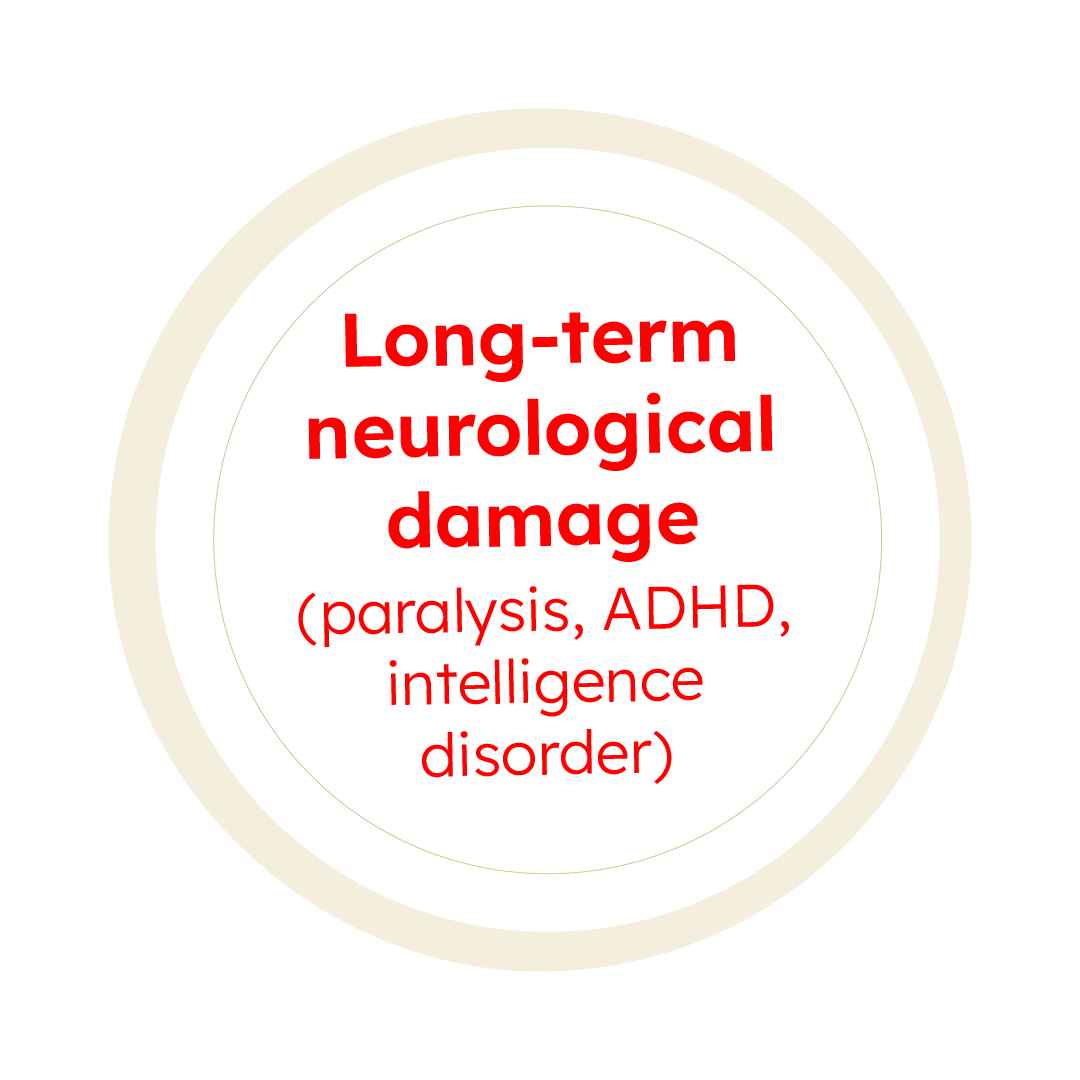 Long-term
neurological
damage
(paralysis, ADHD,
intelligence
disorder)